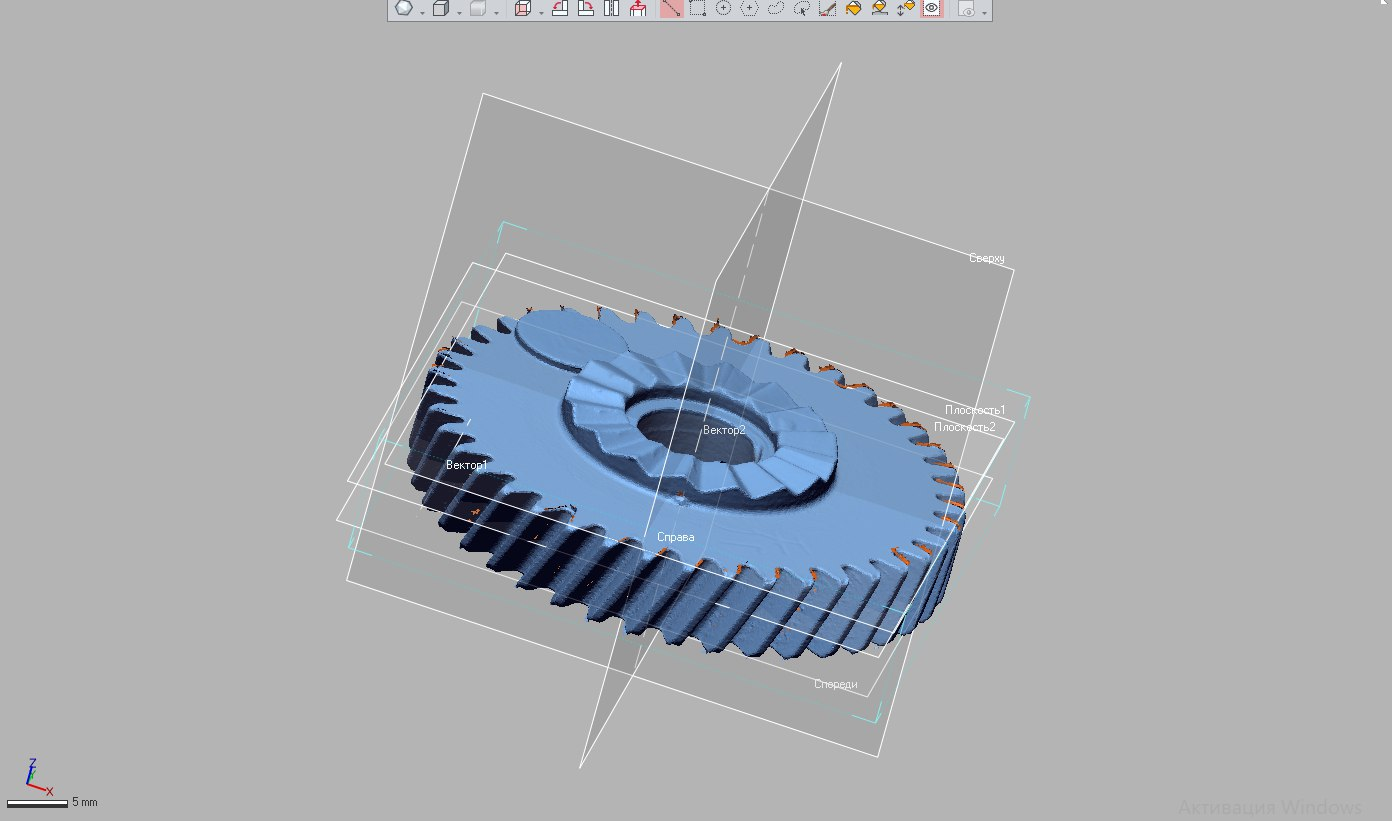 Сверху
Плоскость1
Плоскость2
Вектор2
Вектор1
Справа
Спереди
Z
Y
X
5 mm
Активация Windows